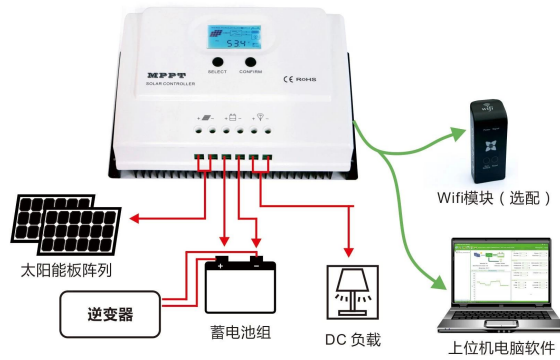 534
SELECT
CONFIRM
MPPT
SOLAR CONTROLLER
CE RoHS
+ - + - + -
wifi
Wifi模块（选配）
太阳能板阵列
+ -
逆变器
蓄电池组
DC 负载
上位机电脑软件